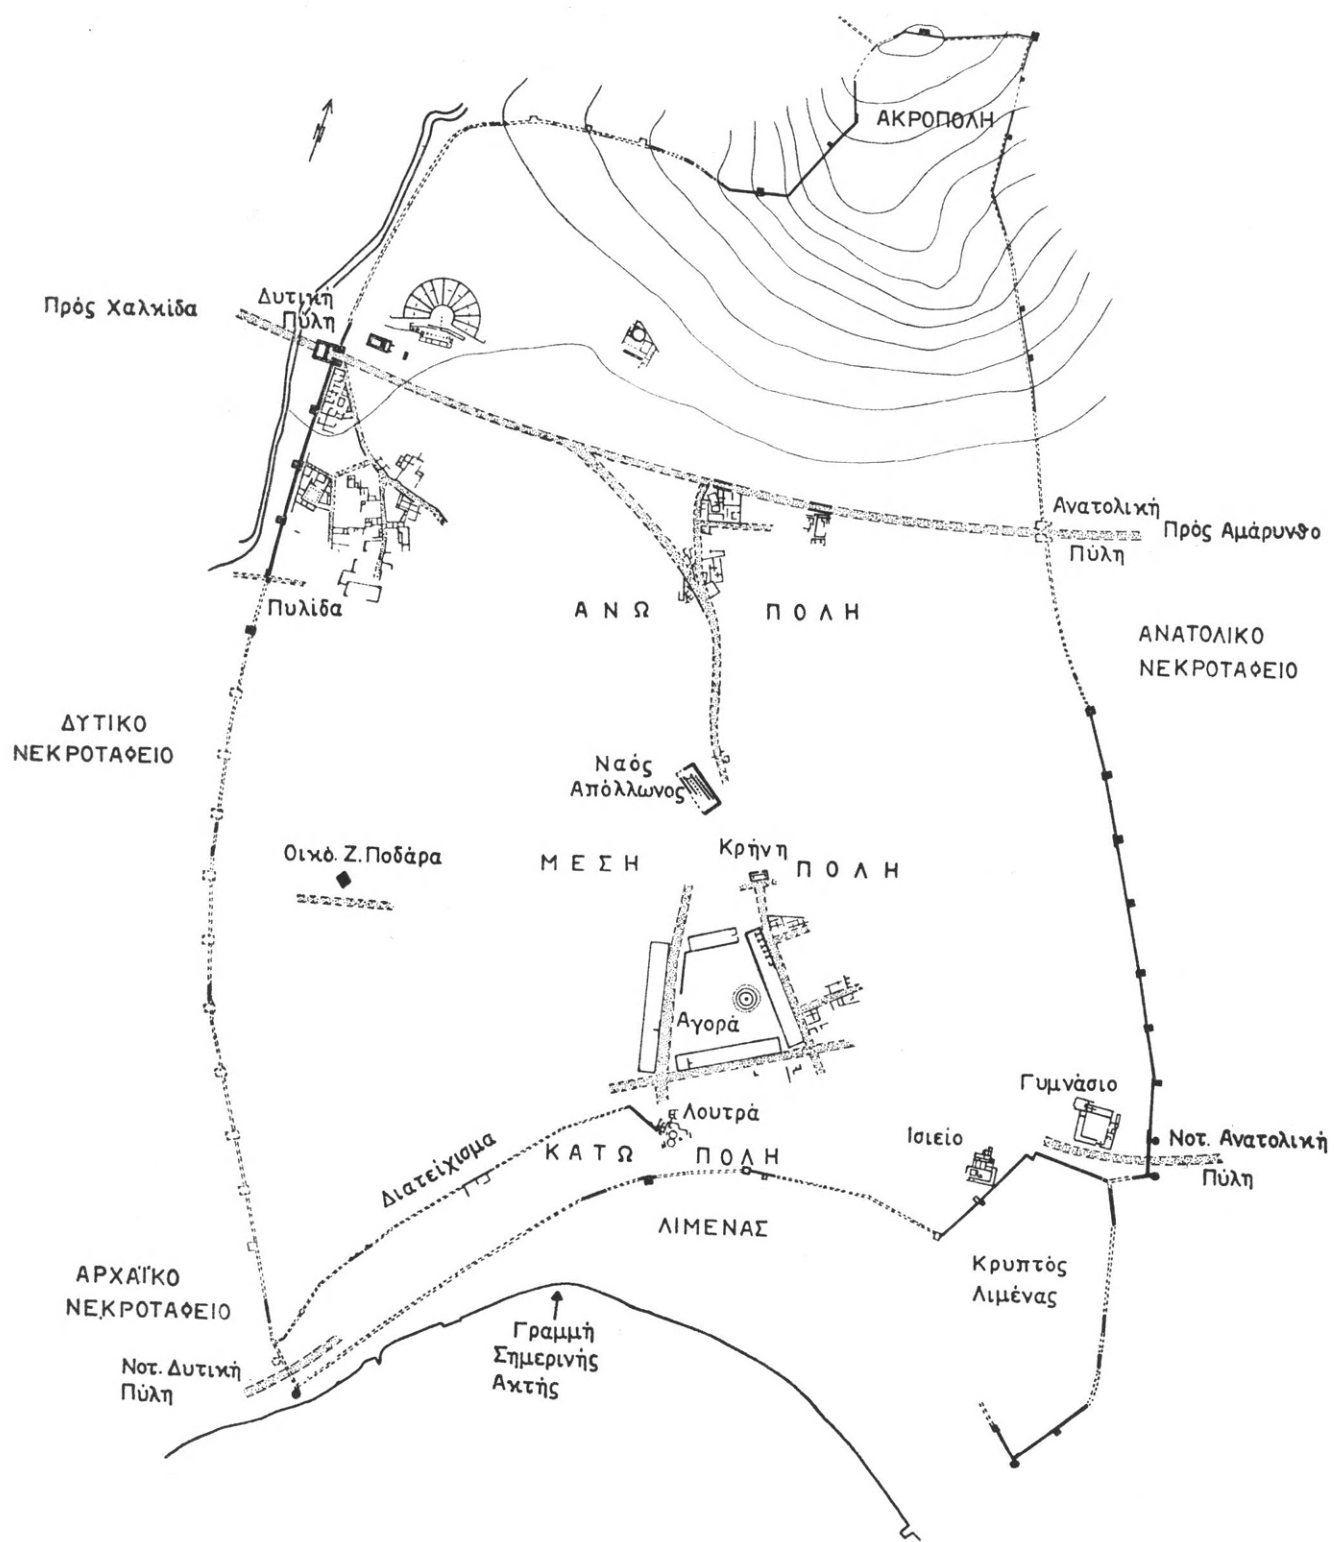 ΑΚΡΟΠΟΛΗ
Πρός Χαλκίδα
Δυτική
Πύλη
Ανατολική
Πύλη
Πρός Αμάρυνθο
Πυλίδα
ΑΝΩ ΠΟΛΗ
ΑΝΑΤΟΛΙΚΟ
ΝΕΚΡΟΤΑΦΕΙΟ
ΔΥΤΙΚΟ
ΝΕΚΡΟΤΑΦΕΙΟ
Ναός
Απόλλωνος
Οικό. Ζ. Ποδάρα
ΜΕΣΗ ΠΟΛΗ
Κρήνη
Αγορά
Γυμνάσιο
Λουτρά
Ισιείο
Νοτ. Ανατολική
Πύλη
Διατείχισμα
ΚΑΤΩ ΠΟΛΗ
ΛΙΜΕΝΑΣ
Κρυπτός
Λιμένας
ΑΡΧΑΪΚΟ
ΝΕΚΡΟΤΑΦΕΙΟ
Νοτ. Δυτική
Πύλη
Γραμμή
Σημερινής
Ακτής